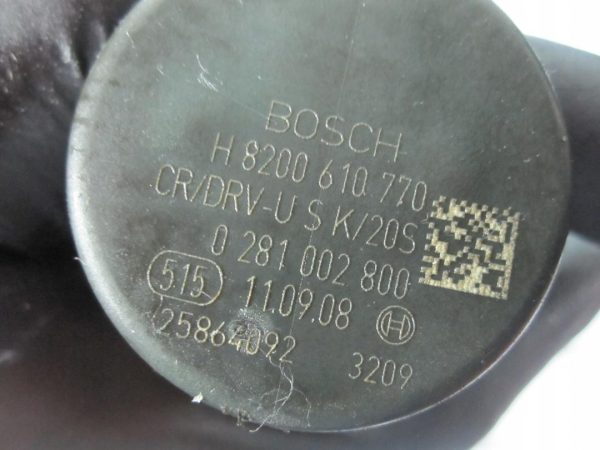 BOSCH
H 8200 610 770
CR/DRV-U S K/20S
0 281 002 800
515 11.09.08
25864092 3209